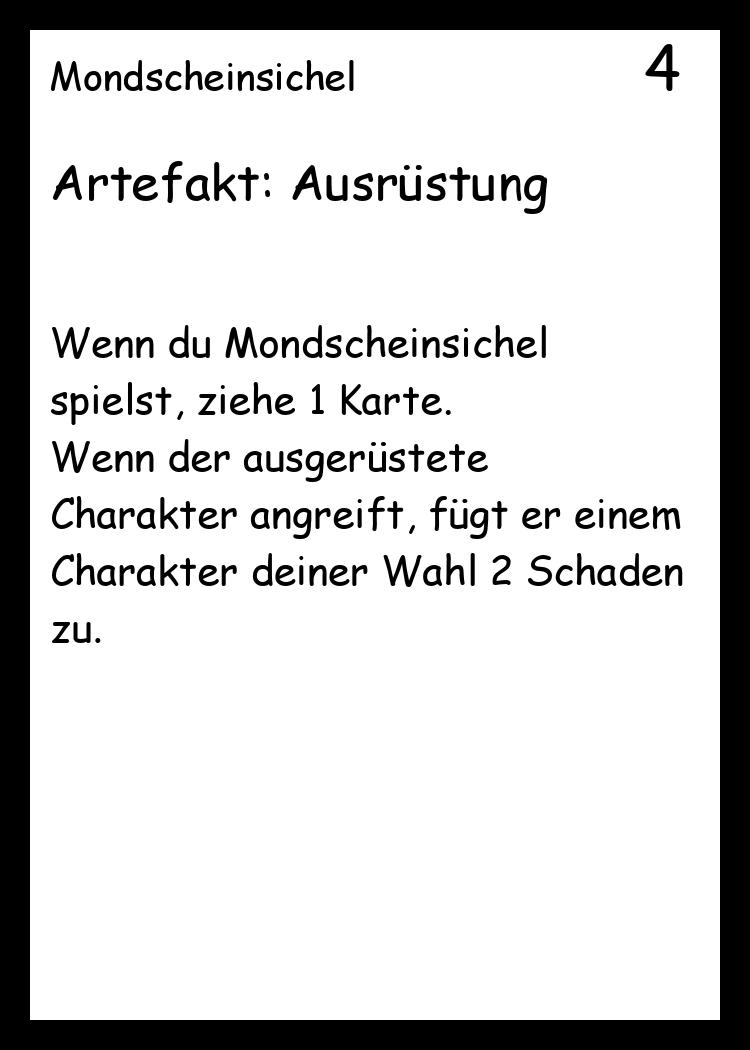 Mondscheinsichel 4
Artefakt: Ausrüstung
Wenn du Mondscheinsichel
spielst, ziehe 1 Karte.
Wenn der ausgerüstete
Charakter angreift, fügt er einem
Charakter deiner Wahl 2 Schaden
zu.